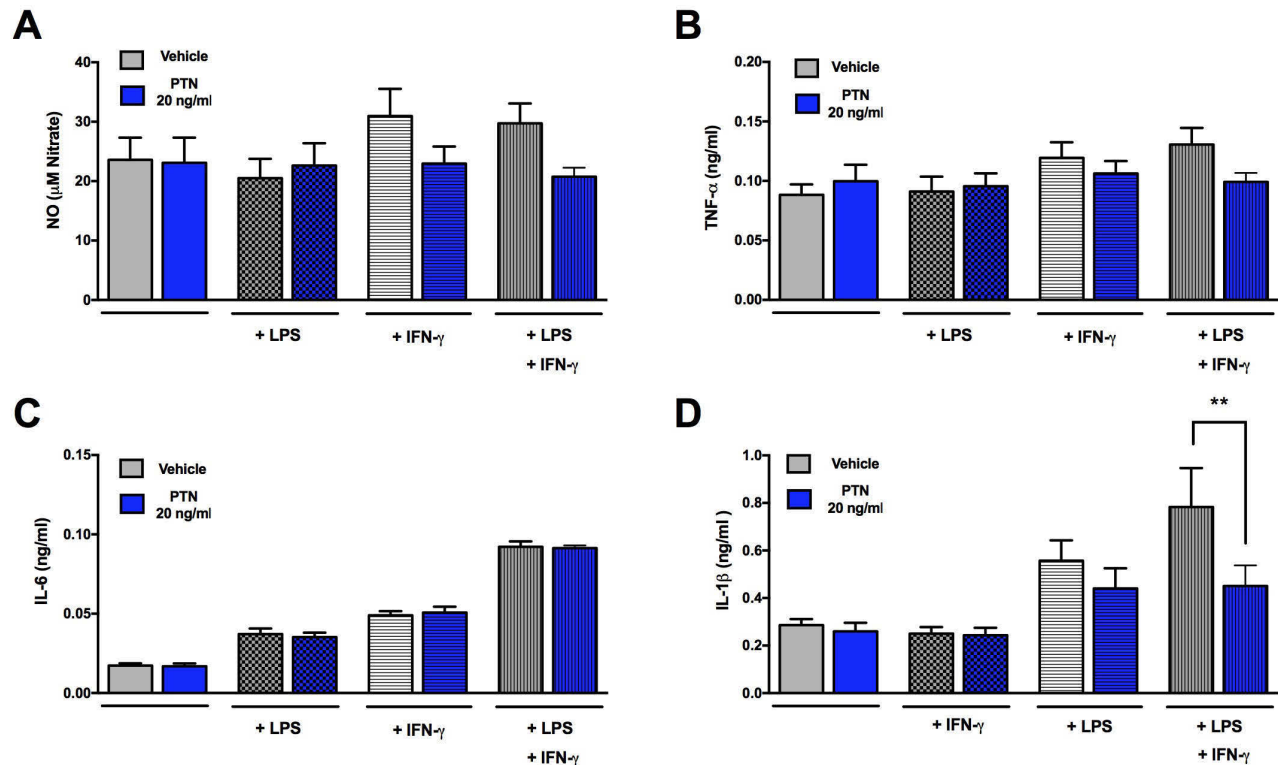 A
NO (μM Nitrate)
40
30
20
10
0
Vehicle
PTN
20 ng/ml
+ LPS
+ IFN-γ
+ LPS
+ IFN-γ
B
TNF-α (ng/ml)
0.20
0.15
0.10
0.05
0.00
Vehicle
PTN
20 ng/ml
+ LPS
+ IFN-γ
+ LPS
+ IFN-γ
C
IL-6 (ng/ml)
0.15
0.10
0.05
0.00
Vehicle
PTN
20 ng/ml
+ LPS
+ IFN-γ
+ LPS
+ IFN-γ
D
IL-1β (ng/ml )
1.0
0.8
0.6
0.4
0.2
0.0
Vehicle
PTN
20 ng/ml
**
+ IFN-γ
+ LPS
+ LPS
+ IFN-γ